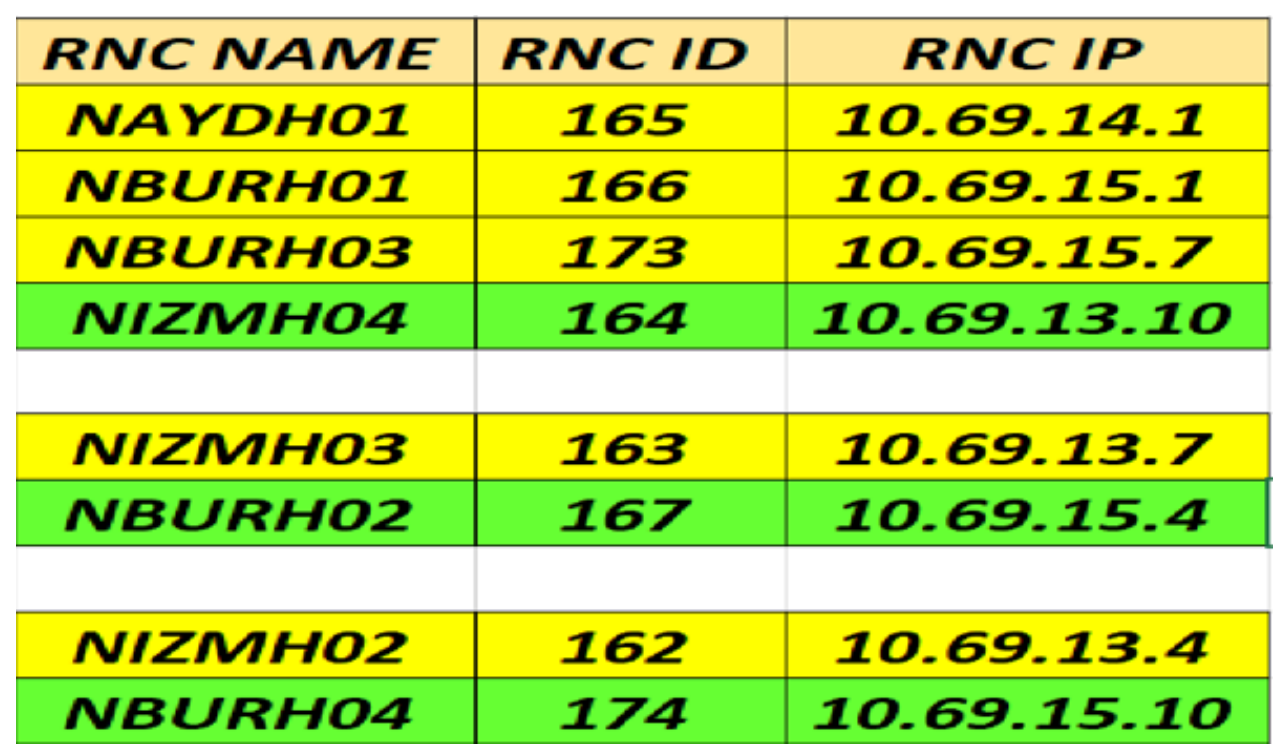 RNC NAME RNC ID RNC IP
NAYDH01 165 10.69.14.1
NBURH01 166 10.69.15.1
NBURH03 173 10.69.15.7
NIZMH04 164 10.69.13.10
NIZMH03 163 10.69.13.7
NBURH02 167 10.69.15.4
NIZMH02 162 10.69.13.4
NBURH04 174 10.69.15.10